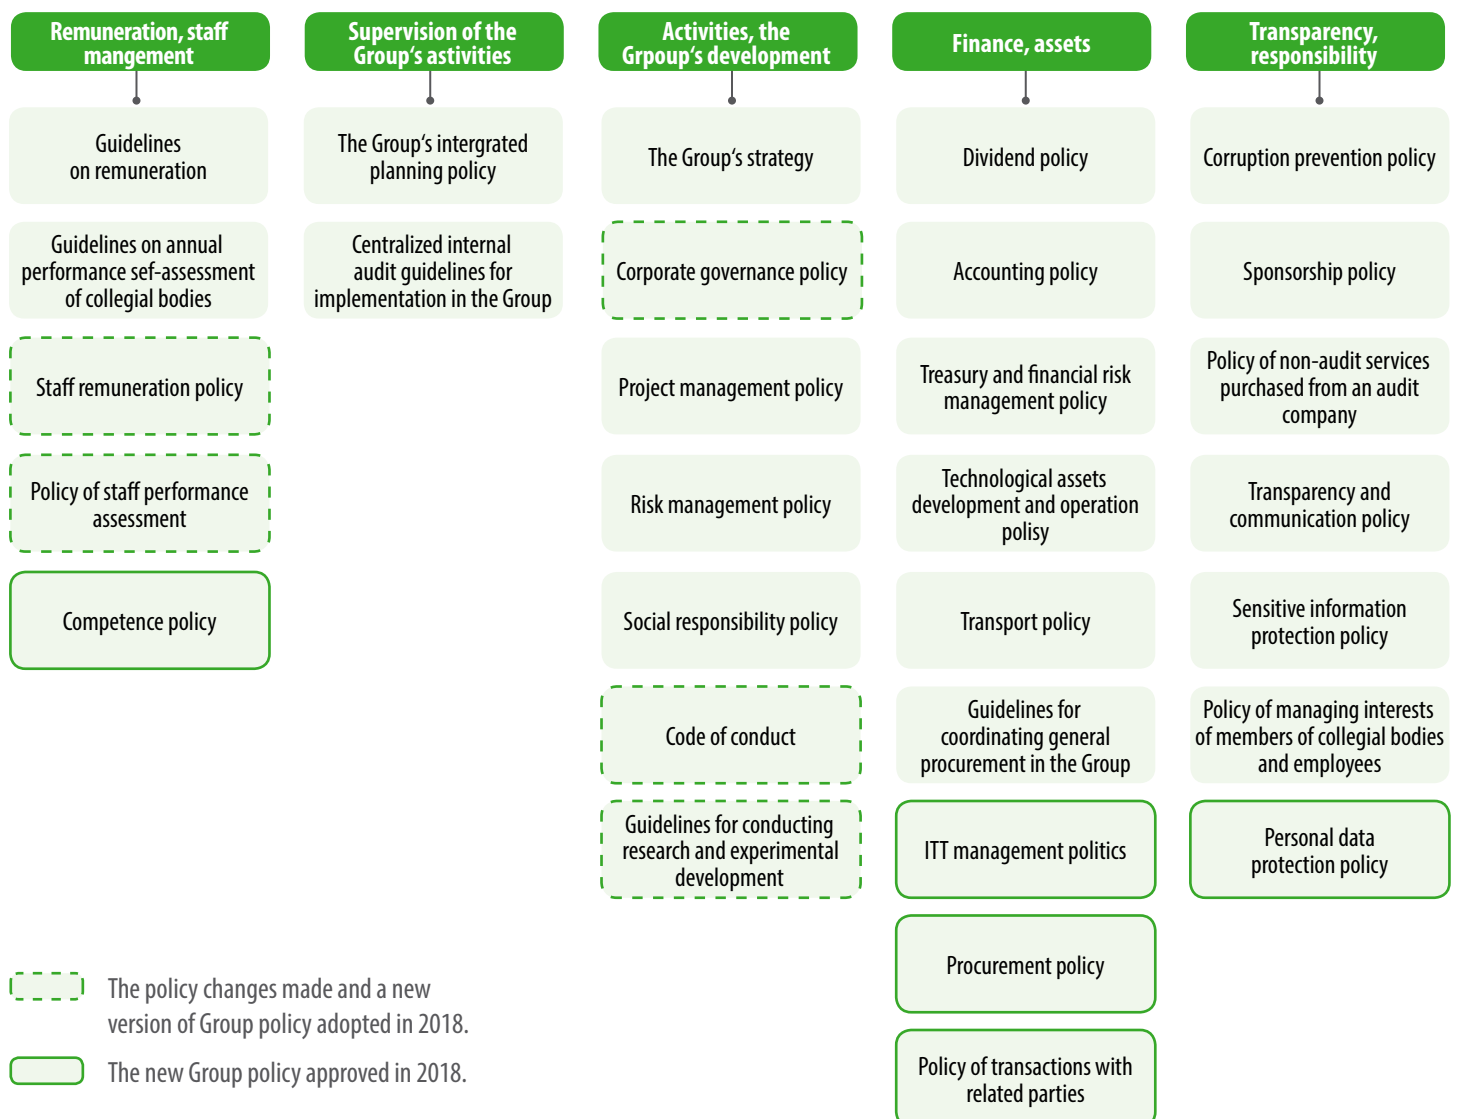 Remuneration, staff
mangement
Guidelines
on remuneration
Guidelines on annual
performance sef-assessment
of collegial bodies
Staff remuneration policy
Policy of staff performance
assessment
Competence policy
Supervision of the
Group‘s astivities
The Group‘s intergrated
planning policy
Centralized internal
audit guidelines for
implementation in the Group
Activities, the
Grpoup‘s development
The Group‘s strategy
Corporate governance policy
Project management policy
Risk management policy
Social responsibility policy
Code of conduct
Guidelines for conducting
research and experimental
development
Finance, assets
Dividend policy
Accounting policy
Treasury and financial risk
management policy
Technological assets
development and operation
polisy
Transport policy
Guidelines for
coordinating general
procurement in the Group
ITT management politics
Procurement policy
Policy of transactions with
related parties
Transparency,
responsibility
Corruption prevention policy
Sponsorship policy
Policy of non-audit services
purchased from an audit
company
Transparency and
communication policy
Sensitive information
protection policy
Policy of managing interests
of members of collegial bodies
and employees
Personal data
protection policy
The policy changes made and a new
version of Group policy adopted in 2018.
The new Group policy approved in 2018.